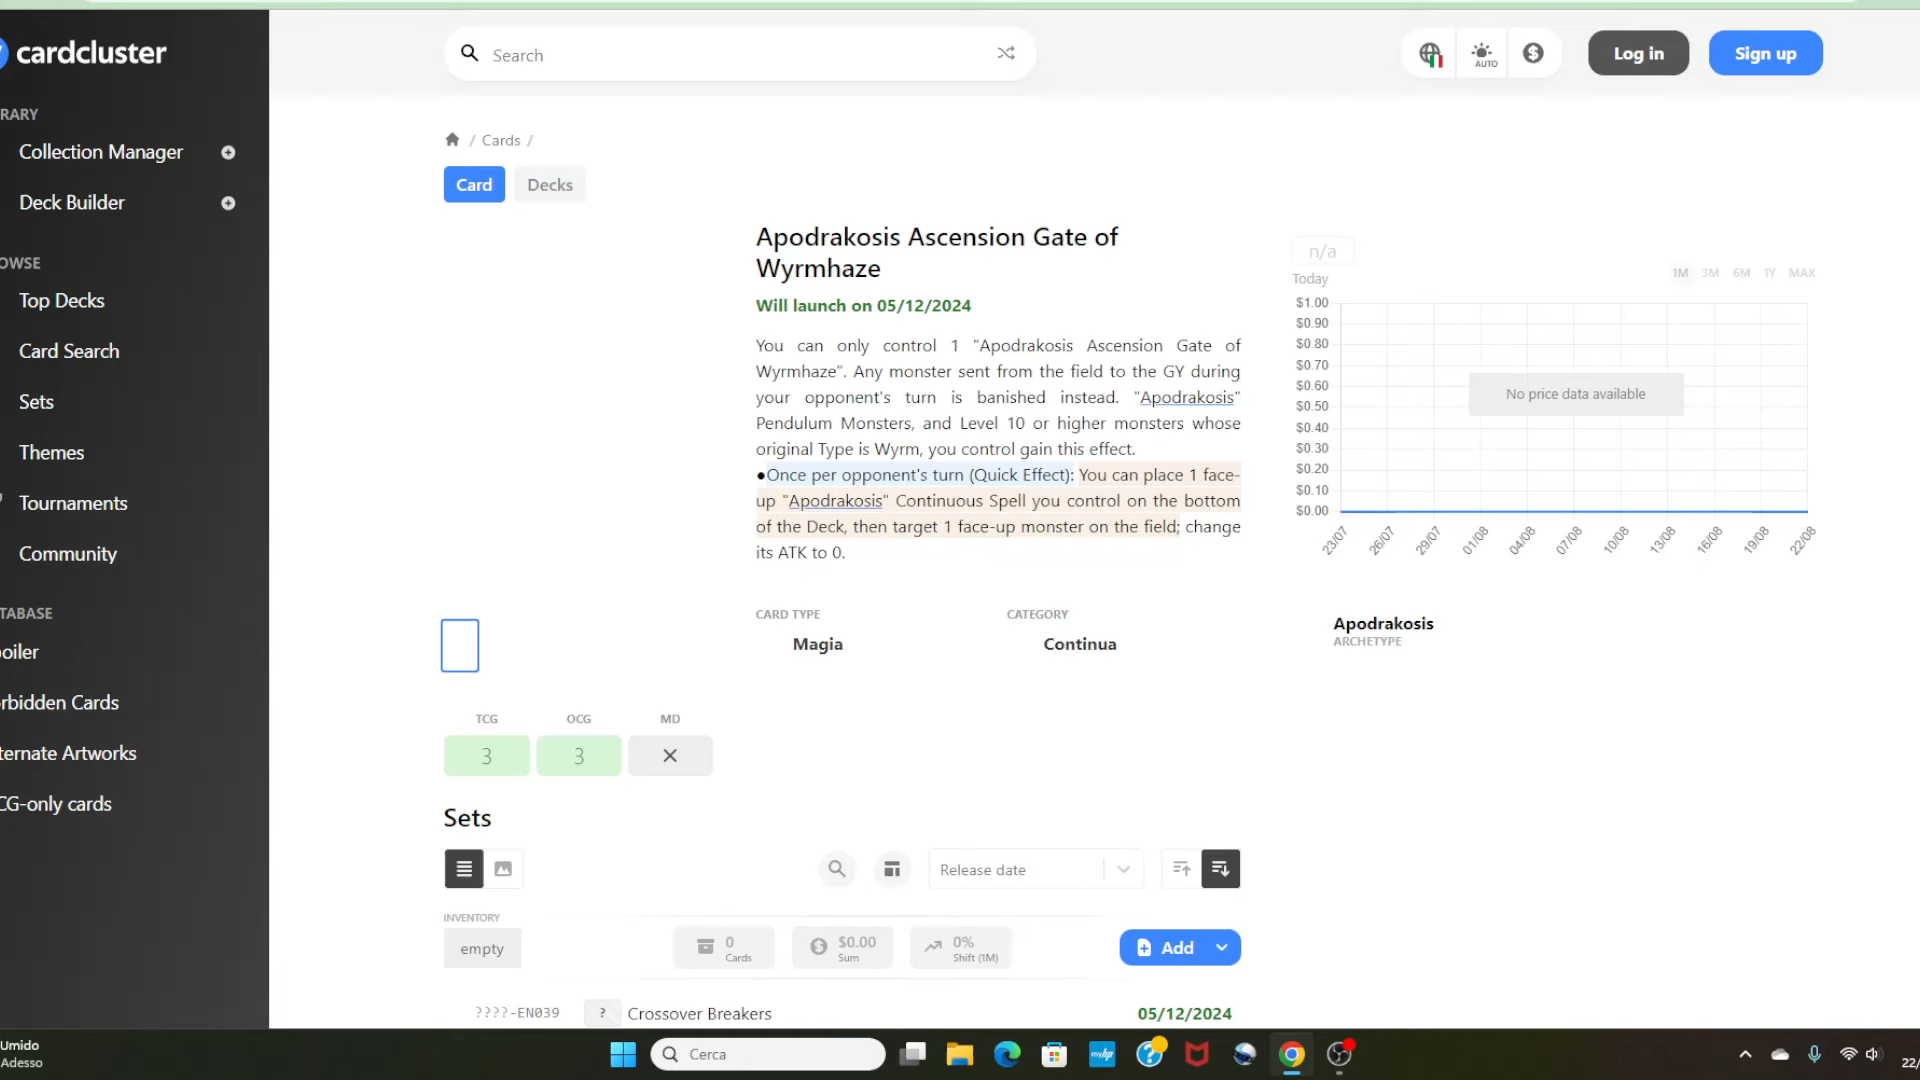 cardcluster
Search
AUTO
Log in
Sign up
RARY
Collection Manager
Deck Builder
OWSE
Top Decks
Card Search
Sets
Themes
Tournaments
Community
TABASE
oiler
rbidden Cards
ternate Artworks
CG-only cards
/ Cards /
Card
Decks
Apodrakosis Ascension Gate of
Wyrmhaze
Will launch on 05/12/2024
You can only control 1 "Apodrakosis Ascension Gate of
Wyrmhaze". Any monster sent from the field to the GY during
your opponent's turn is banished instead. "Apodrakosis"
Pendulum Monsters, and Level 10 or higher monsters whose
original Type is Wyrm, you control gain this effect.
●Once per opponent's turn (Quick Effect): You can place 1 face-
up "Apodrakosis" Continuous Spell you control on the bottom
of the Deck, then target 1 face-up monster on the field; change
its ATK to 0.
CARD TYPE
Magia
CATEGORY
Continua
n/a
Today
1M 3M 6M 1Y MAX
$1.00
$0.90
$0.80
$0.70
$0.60
$0.50
$0.40
$0.30
$0.20
$0.10
$0.00
No price data available
23/07 26/07 29/07 01/08 04/08 07/08 10/08 13/08 16/08 19/08 22/08
Apodrakosis
ARCHETYPE
TCG OCG MD
3 3
Sets
Release date
INVENTORY
empty
0
Cards
$0.00
Sum
0%
Shift (1M)
Add
????-EN039 ? Crossover Breakers 05/12/2024
Umido
Adesso
Cerca
myhp
22/